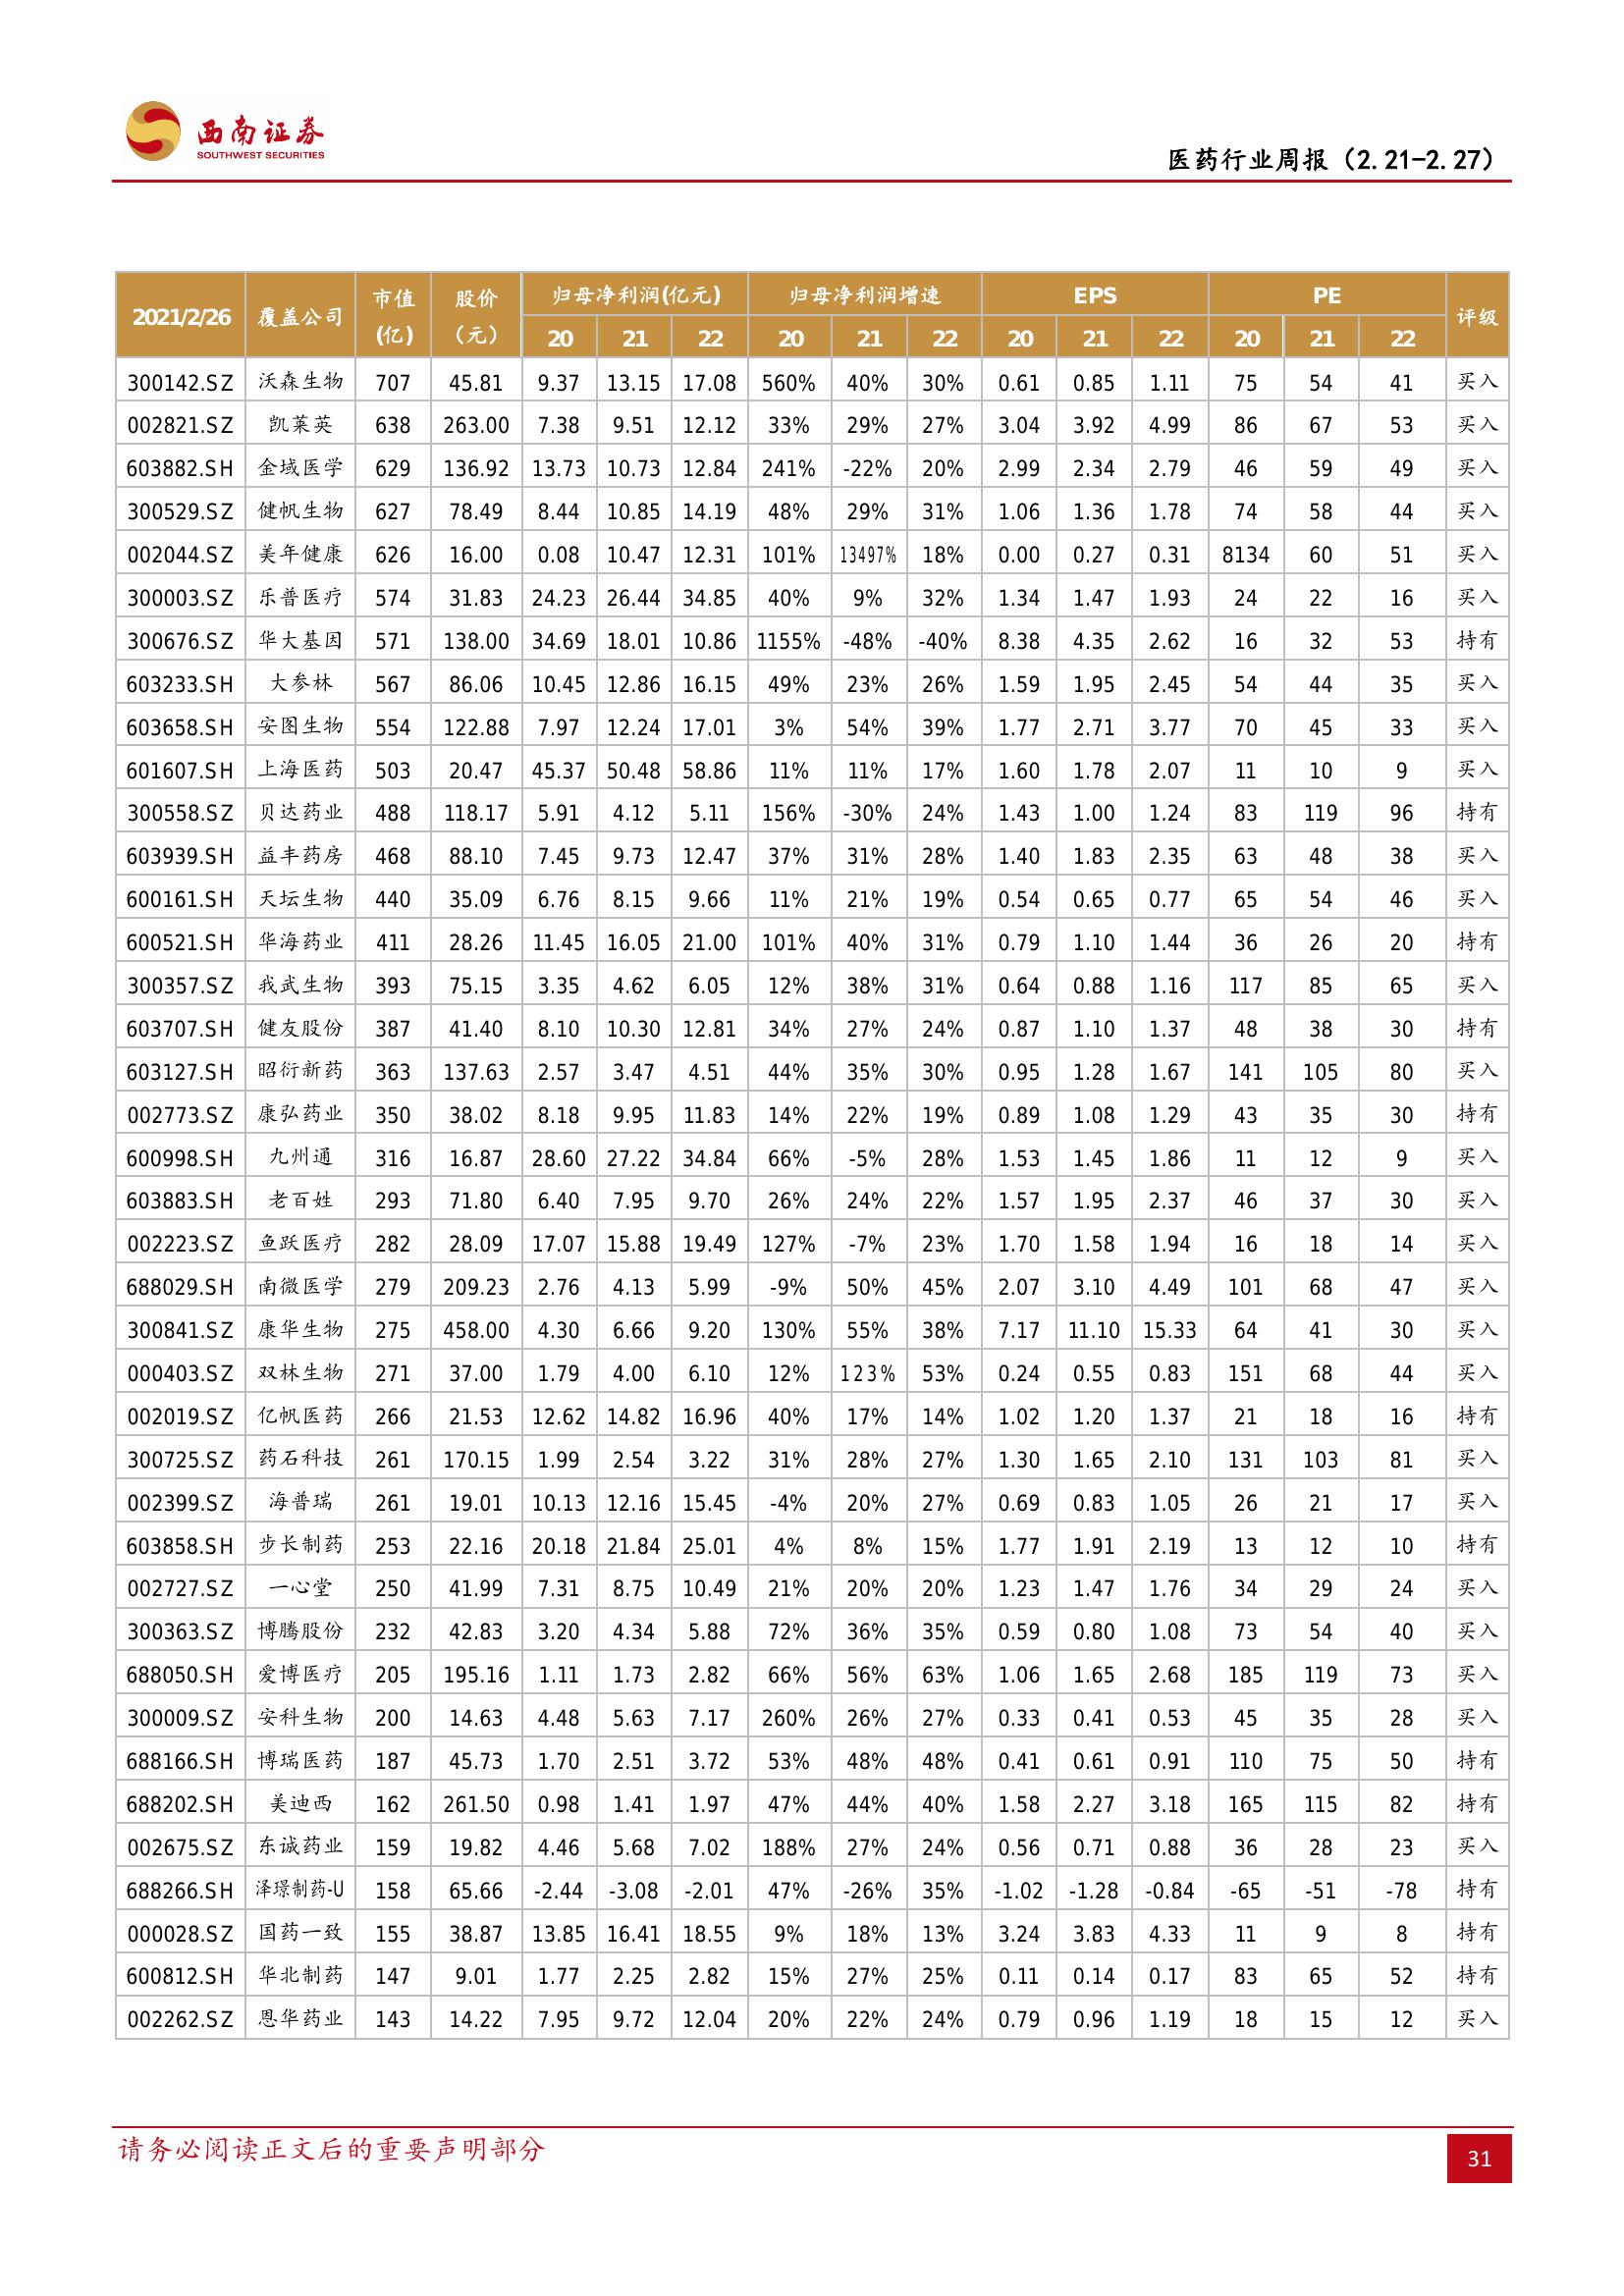 西南证券
SOUTHWEST SECURITIES
医药行业周报（2.21-2.27）
2021/2/26 覆盖公司 市值(亿) 股价（元） 归母净利润(亿元) 归母净利润增速 EPS PE 评级
20 21 22 20 21 22 20 21 22 20 21 22
300142.SZ 沃森生物 707 45.81 9.37 13.15 17.08 560% 40% 30% 0.61 0.85 1.11 75 54 41 买入
002821.SZ 凯莱英 638 263.00 7.38 9.51 12.12 33% 29% 27% 3.04 3.92 4.99 86 67 53 买入
603882.SH 金域医学 629 136.92 13.73 10.73 12.84 241% -22% 20% 2.99 2.34 2.79 46 59 49 买入
300529.SZ 健帆生物 627 78.49 8.44 10.85 14.19 48% 29% 31% 1.06 1.36 1.78 74 58 44 买入
002044.SZ 美年健康 626 16.00 0.08 10.47 12.31 101% 13497% 18% 0.00 0.27 0.31 8134 60 51 买入
300003.SZ 乐普医疗 574 31.83 24.23 26.44 34.85 40% 9% 32% 1.34 1.47 1.93 24 22 16 买入
300676.SZ 华大基因 571 138.00 34.69 18.01 10.86 1155% -48% -40% 8.38 4.35 2.62 16 32 53 持有
603233.SH 大参林 567 86.06 10.45 12.86 16.15 49% 23% 26% 1.59 1.95 2.45 54 44 35 买入
603658.SH 安图生物 554 122.88 7.97 12.24 17.01 3% 54% 39% 1.77 2.71 3.77 70 45 33 买入
601607.SH 上海医药 503 20.47 45.37 50.48 58.86 11% 11% 17% 1.60 1.78 2.07 11 10 9 买入
300558.SZ 贝达药业 488 118.17 5.91 4.12 5.11 156% -30% 24% 1.43 1.00 1.24 83 119 96 持有
603939.SH 益丰药房 468 88.10 7.45 9.73 12.47 37% 31% 28% 1.40 1.83 2.35 63 48 38 买入
600161.SH 天坛生物 440 35.09 6.76 8.15 9.66 11% 21% 19% 0.54 0.65 0.77 65 54 46 买入
600521.SH 华海药业 411 28.26 11.45 16.05 21.00 101% 40% 31% 0.79 1.10 1.44 36 26 20 持有
300357.SZ 我武生物 393 75.15 3.35 4.62 6.05 12% 38% 31% 0.64 0.88 1.16 117 85 65 买入
603707.SH 健友股份 387 41.40 8.10 10.30 12.81 34% 27% 24% 0.87 1.10 1.37 48 38 30 持有
603127.SH 昭衍新药 363 137.63 2.57 3.47 4.51 44% 35% 30% 0.95 1.28 1.67 141 105 80 买入
002773.SZ 康弘药业 350 38.02 8.18 9.95 11.83 14% 22% 19% 0.89 1.08 1.29 43 35 30 持有
600998.SH 九州通 316 16.87 28.60 27.22 34.84 66% -5% 28% 1.53 1.45 1.86 11 12 9 买入
603883.SH 老百姓 293 71.80 6.40 7.95 9.70 26% 24% 22% 1.57 1.95 2.37 46 37 30 买入
002223.SZ 鱼跃医疗 282 28.09 17.07 15.88 19.49 127% -7% 23% 1.70 1.58 1.94 16 18 14 买入
688029.SH 南微医学 279 209.23 2.76 4.13 5.99 -9% 50% 45% 2.07 3.10 4.49 101 68 47 买入
300841.SZ 康华生物 275 458.00 4.30 6.66 9.20 130% 55% 38% 7.17 11.10 15.33 64 41 30 买入
000403.SZ 双林生物 271 37.00 1.79 4.00 6.10 12% 123% 53% 0.24 0.55 0.83 151 68 44 买入
002019.SZ 亿帆医药 266 21.53 12.62 14.82 16.96 40% 17% 14% 1.02 1.20 1.37 21 18 16 持有
300725.SZ 药石科技 261 170.15 1.99 2.54 3.22 31% 28% 27% 1.30 1.65 2.10 131 103 81 买入
002399.SZ 海普瑞 261 19.01 10.13 12.16 15.45 -4% 20% 27% 0.69 0.83 1.05 26 21 17 买入
603858.SH 步长制药 253 22.16 20.18 21.84 25.01 4% 8% 15% 1.77 1.91 2.19 13 12 10 持有
002727.SZ 一心堂 250 41.99 7.31 8.75 10.49 21% 20% 20% 1.23 1.47 1.76 34 29 24 买入
300363.SZ 博腾股份 232 42.83 3.20 4.34 5.88 72% 36% 35% 0.59 0.80 1.08 73 54 40 买入
688050.SH 爱博医疗 205 195.16 1.11 1.73 2.82 66% 56% 63% 1.06 1.65 2.68 185 119 73 买入
300009.SZ 安科生物 200 14.63 4.48 5.63 7.17 260% 26% 27% 0.33 0.41 0.53 45 35 28 买入
688166.SH 博瑞医药 187 45.73 1.70 2.51 3.72 53% 48% 48% 0.41 0.61 0.91 110 75 50 持有
688202.SH 美迪西 162 261.50 0.98 1.41 1.97 47% 44% 40% 1.58 2.27 3.18 165 115 82 持有
002675.SZ 东诚药业 159 19.82 4.46 5.68 7.02 188% 27% 24% 0.56 0.71 0.88 36 28 23 买入
688266.SH 泽璟制药-U 158 65.66 -2.44 -3.08 -2.01 47% -26% 35% -1.02 -1.28 -0.84 -65 -51 -78 持有
000028.SZ 国药一致 155 38.87 13.85 16.41 18.55 9% 18% 13% 3.24 3.83 4.33 11 9 8 持有
600812.SH 华北制药 147 9.01 1.77 2.25 2.82 15% 27% 25% 0.11 0.14 0.17 83 65 52 持有
002262.SZ 恩华药业 143 14.22 7.95 9.72 12.04 20% 22% 24% 0.79 0.96 1.19 18 15 12 买入
请务必阅读正文后的重要声明部分
31